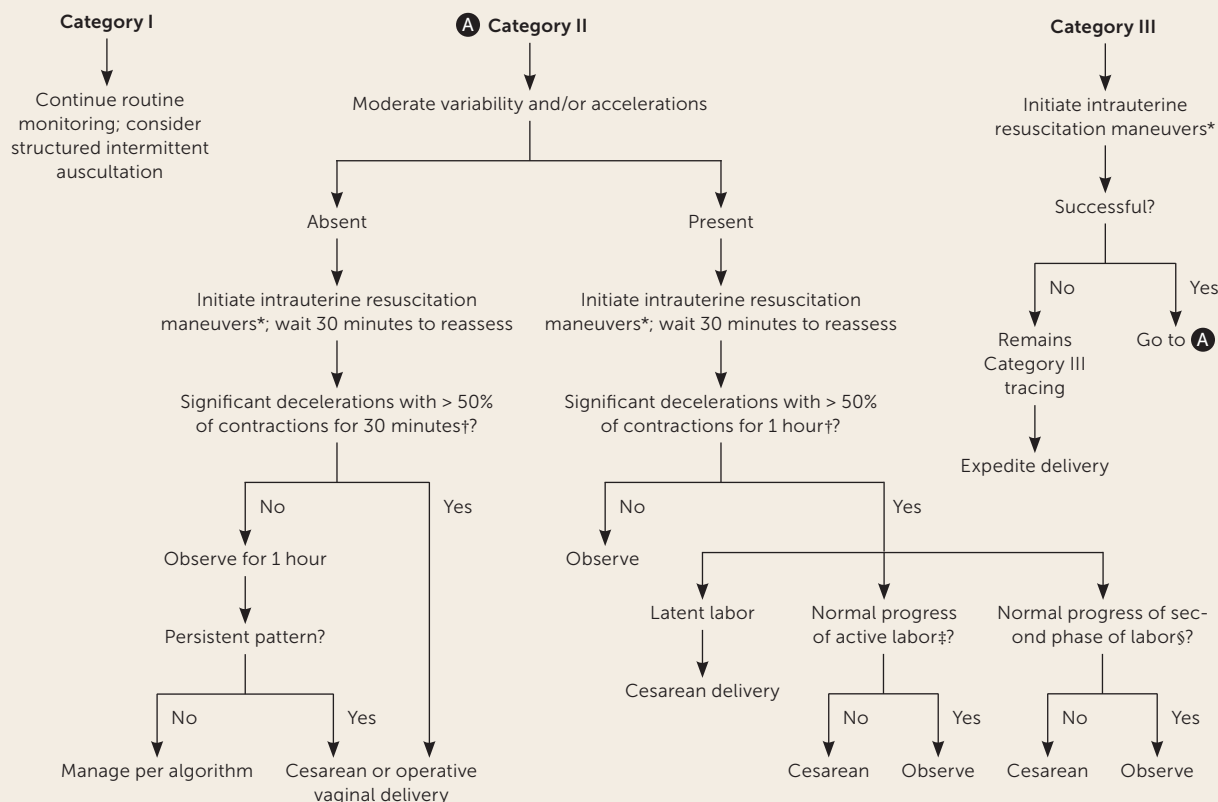 Category I
Continue routine
monitoring; consider
structured intermittent
auscultation
A Category II
Moderate variability and/or accelerations
Absent
Initiate intrauterine resuscitation
maneuvers*; wait 30 minutes to reassess
Significant decelerations with > 50%
of contractions for 30 minutes†?
No
Yes
Observe for 1 hour
Persistent pattern?
No
Yes
Manage per algorithm
Cesarean or operative
vaginal delivery
Present
Initiate intrauterine resuscitation
maneuvers*; wait 30 minutes to reassess
Significant decelerations with > 50%
of contractions for 1 hour†?
No
Yes
Observe
Latent labor
Cesarean delivery
Normal progress
of active labor‡?
No
Yes
Cesarean
Observe
Normal progress of sec-
ond phase of labor§?
No
Yes
Cesarean
Observe
Category III
Initiate intrauterine
resuscitation maneuvers*
Successful?
No
Yes
Remains
Category III
tracing
Go to A
Expedite delivery